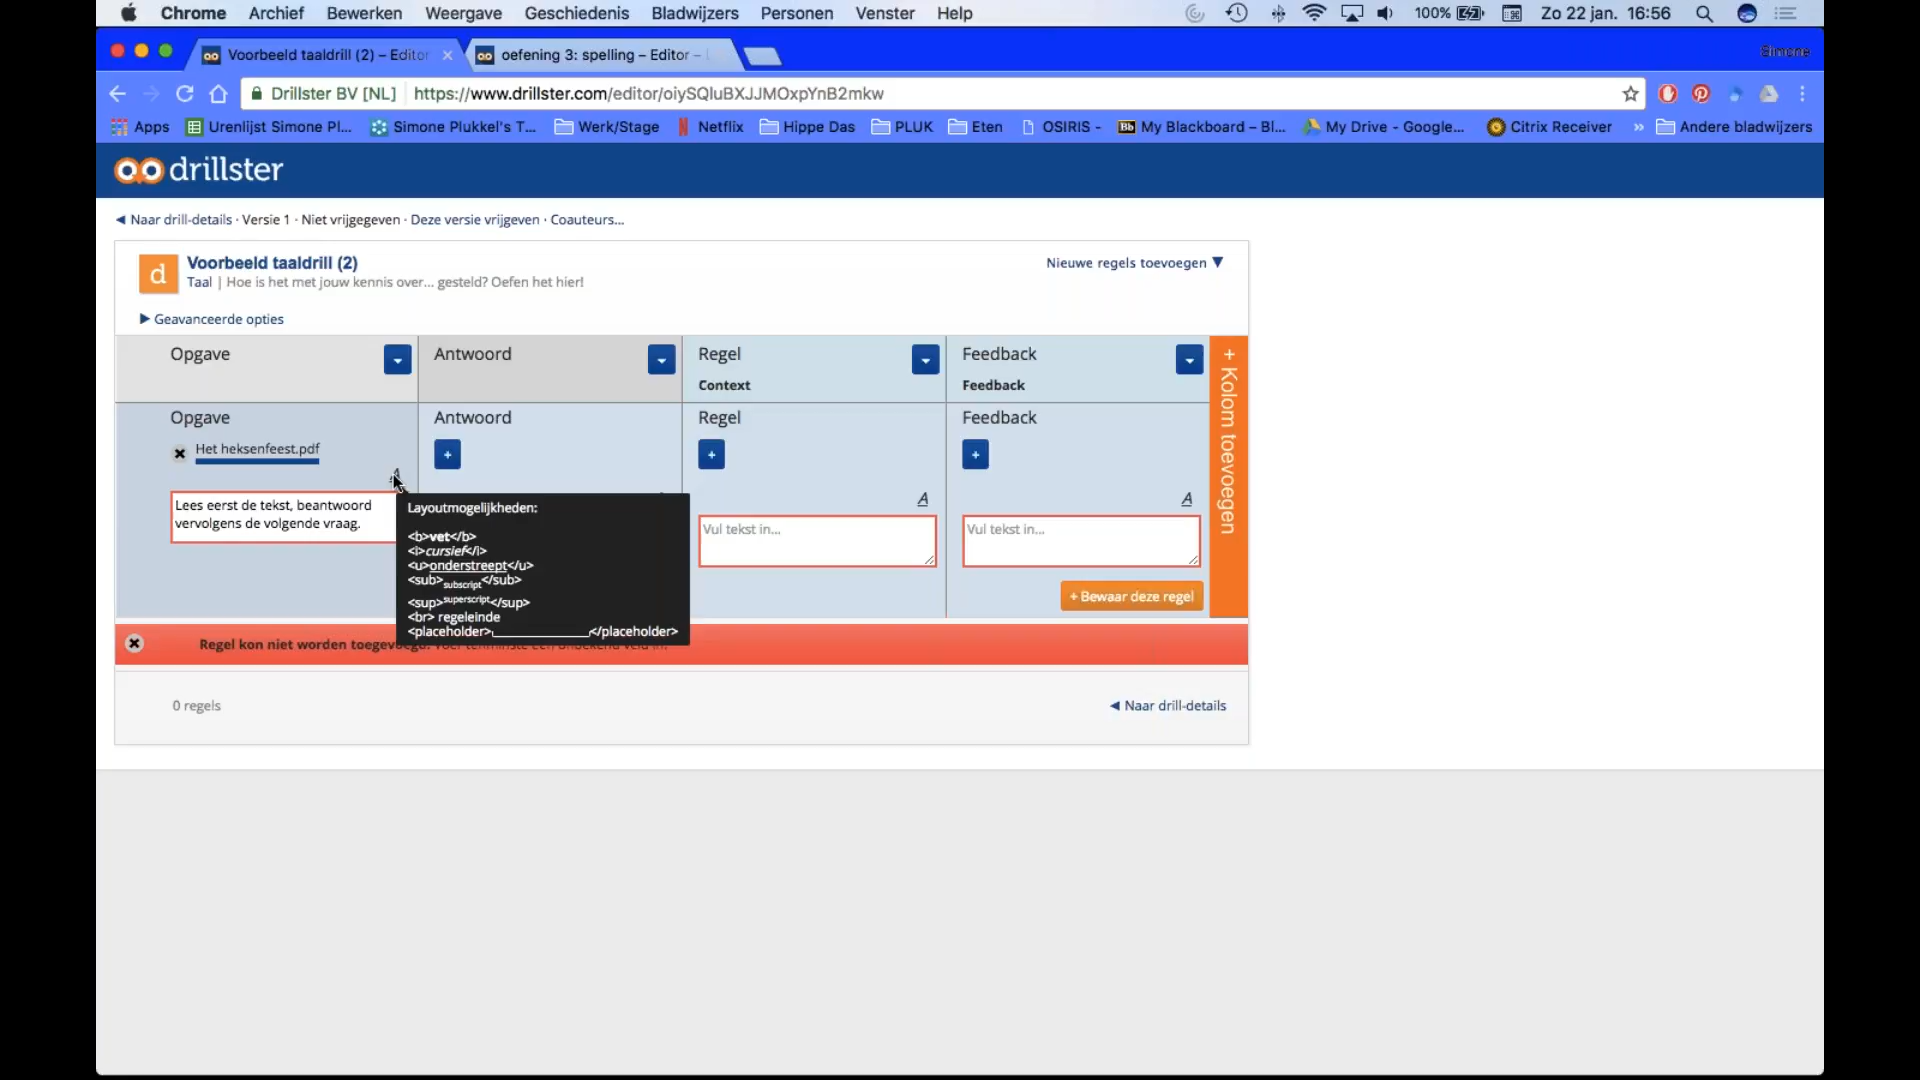 Chrome Archief Bewerken Weergave Geschiedenis Bladwijzers Personen Venster Help 100% Zo 22 jan. 16:56
Voorbeeld taaldrill (2) – Editor oefening 3: spelling – Editor – Simone
Drillster BV [NL] https://www.drillster.com/editor/oiySQluBXJJMOxpYnB2mkw
Apps Urenlijst Simone Pl... Simone Plukkel's T... Werk/Stage Netflix Hippe Das PLUK Eten OSIRIS - Bb My Blackboard – Bl... My Drive - Google... Citrix Receiver » Andere bladwijzers
drillster
◀ Naar drill-details · Versie 1 · Niet vrijgegeven · Deze versie vrijgeven · Coauteurs...
d Voorbeeld taaldrill (2) Nieuwe regels toevoegen ▼
Taal | Hoe is het met jouw kennis over... gesteld? Oefen het hier!
▶ Geavanceerde opties
Opgave Antwoord Regel Feedback
Context Feedback
+ Kolom toevoegen
Opgave Antwoord Regel Feedback
Het heksenfeest.pdf + + +
A A
Lees eerst de tekst, beantwoord
vervolgens de volgende vraag.
Vul tekst in... Vul tekst in...
Layoutmogelijkheden:
<b>vet</b>
<i>cursief</i>
<u>onderstreept</u>
<sub>subscript</sub>
<sup>superscript</sup>
<br> regeleinde
<placeholder>_______________</placeholder>
+ Bewaar deze regel
Regel kon niet worden
0 regels ◀ Naar drill-details